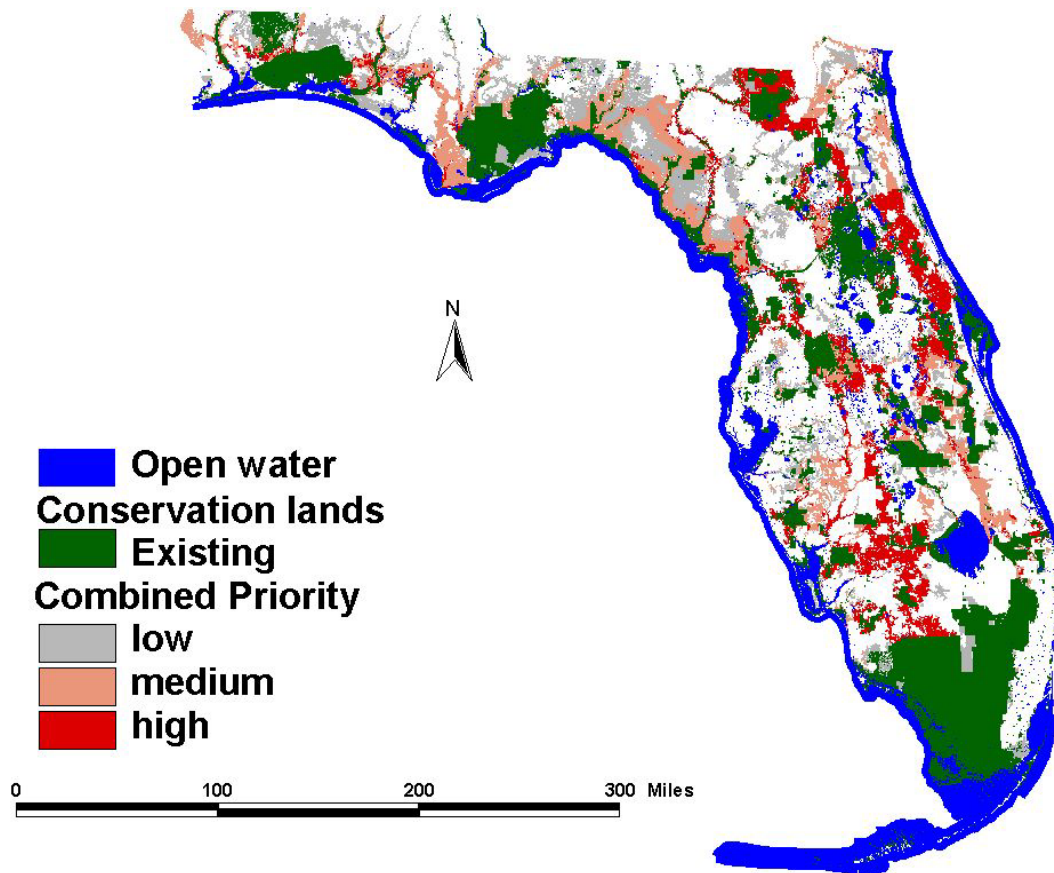 N
Open water
Conservation lands
Existing
Combined Priority
low
medium
high
0 100 200 300 Miles